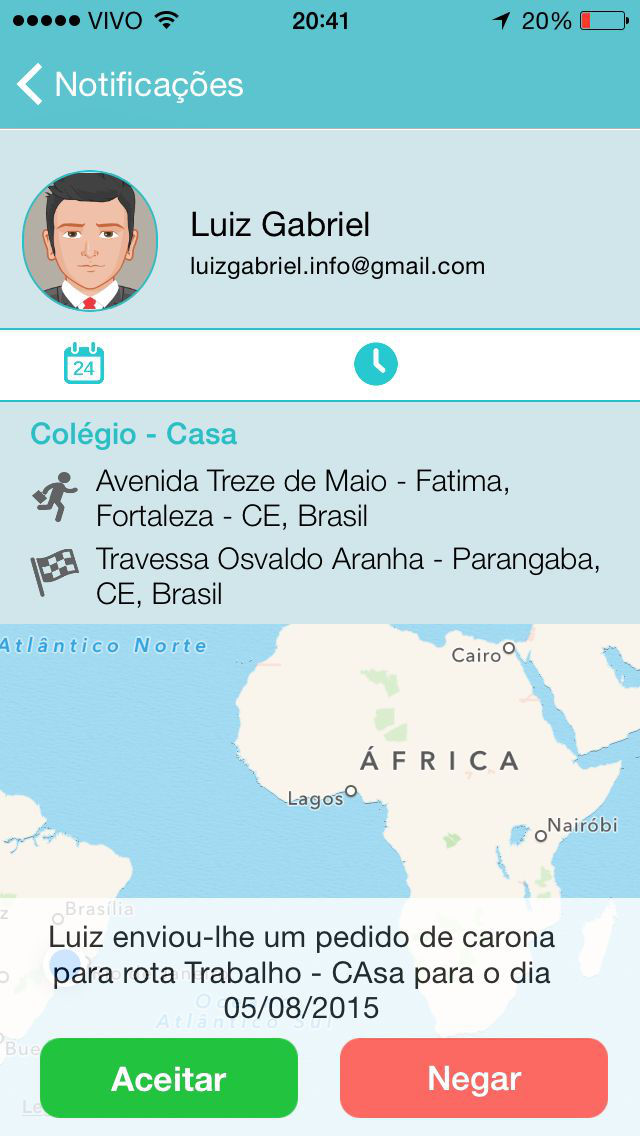 VIVO 20:41 20%
Notificações
Luiz Gabriel
luizgabriel.info@gmail.com
24
Colégio - Casa
Avenida Treze de Maio - Fatima,
Fortaleza - CE, Brasil
Travessa Osvaldo Aranha - Parangaba,
CE, Brasil
Atlântico Norte
Cairo
ÁFRICA
Lagos
Nairóbi
Brasília
Luiz enviou-lhe um pedido de carona
para rota Trabalho - CAsa para o dia
05/08/2015
Atlântico Sul
Bue
Aceitar Negar
Le